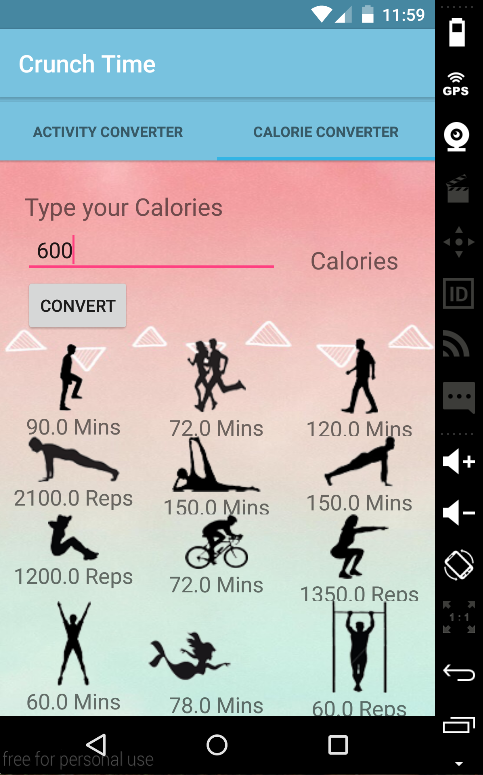 11:59
Crunch Time
ACTIVITY CONVERTER CALORIE CONVERTER
GPS
Type your Calories
600
Calories
ID
CONVERT
90.0 Mins 72.0 Mins 120.0 Mins
2100.0 Reps 150.0 Mins 150.0 Mins
1200.0 Reps 72.0 Mins 1350.0 Reps
1:1
60.0 Mins 78.0 Mins 60.0 Reps
free for personal use